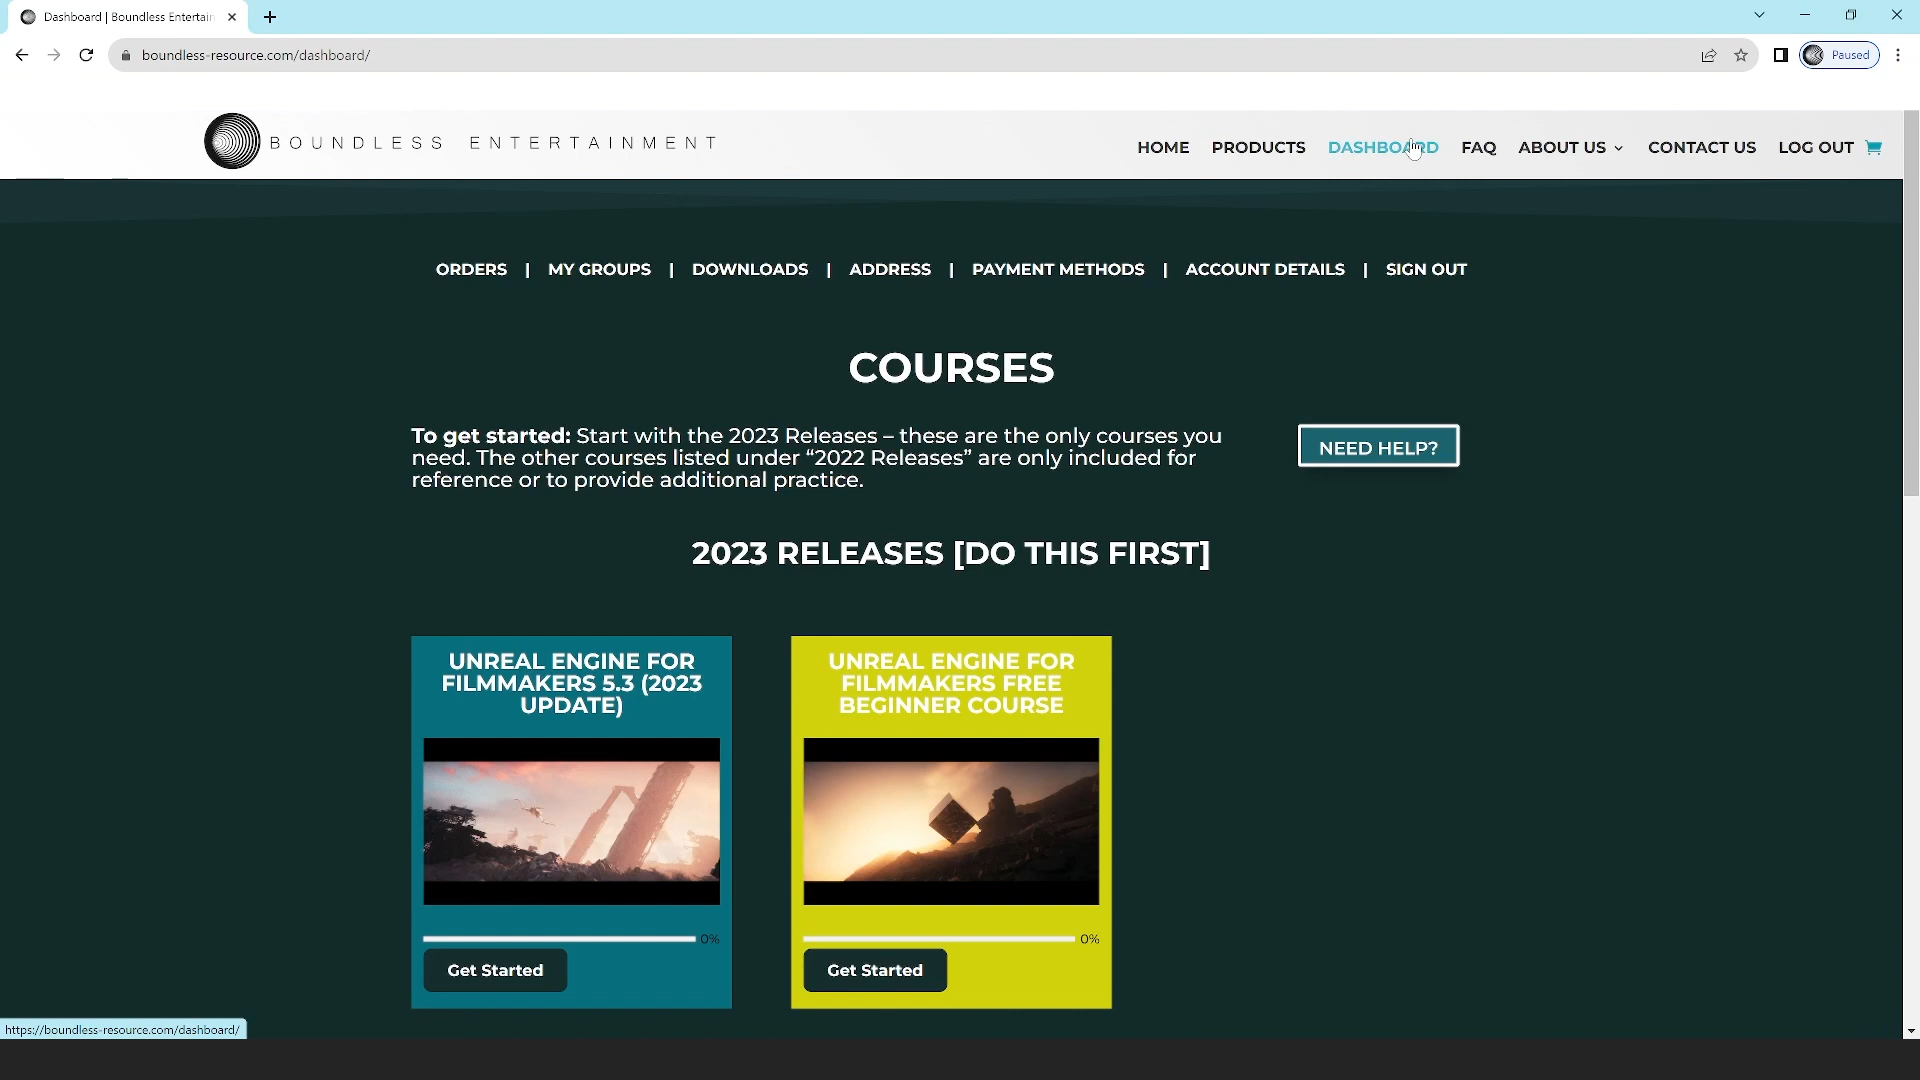 Dashboard | Boundless Entertain
boundless-resource.com/dashboard/
Paused
BOUNDLESS ENTERTAINMENT
HOME PRODUCTS DASHBOARD FAQ ABOUT US CONTACT US LOG OUT
ORDERS | MY GROUPS | DOWNLOADS | ADDRESS | PAYMENT METHODS | ACCOUNT DETAILS | SIGN OUT
COURSES
To get started: Start with the 2023 Releases – these are the only courses you
need. The other courses listed under “2022 Releases” are only included for
reference or to provide additional practice.
NEED HELP?
2023 RELEASES [DO THIS FIRST]
UNREAL ENGINE FOR
FILMMAKERS 5.3 (2023
UPDATE)
0%
Get Started
UNREAL ENGINE FOR
FILMMAKERS FREE
BEGINNER COURSE
0%
Get Started
https://boundless-resource.com/dashboard/